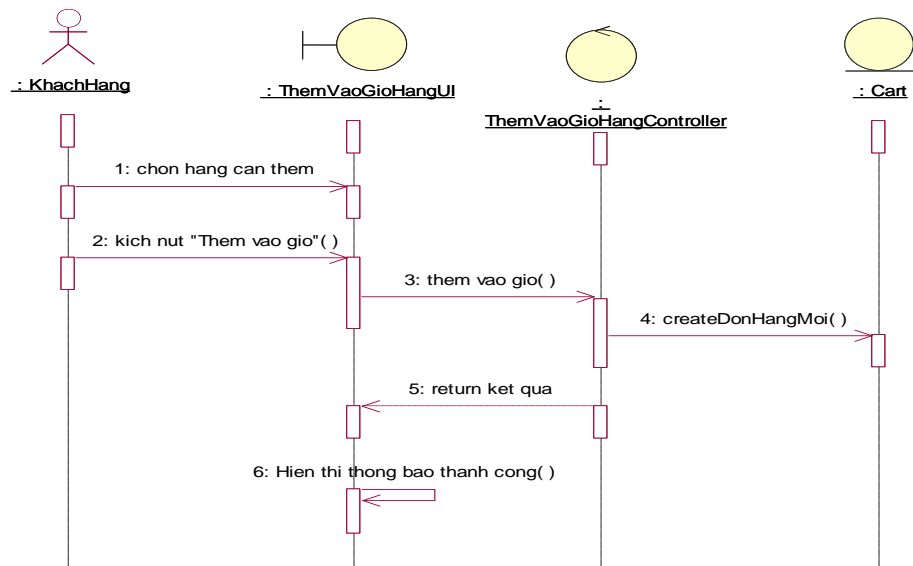 : KhachHang
: ThemVaoGioHangUI
:
ThemVaoGioHangController
: Cart
1: chon hang can them
2: kich nut "Them vao gio"( )
3: them vao gio( )
4: createDonHangMoi( )
5: return ket qua
6: Hien thi thong bao thanh cong( )